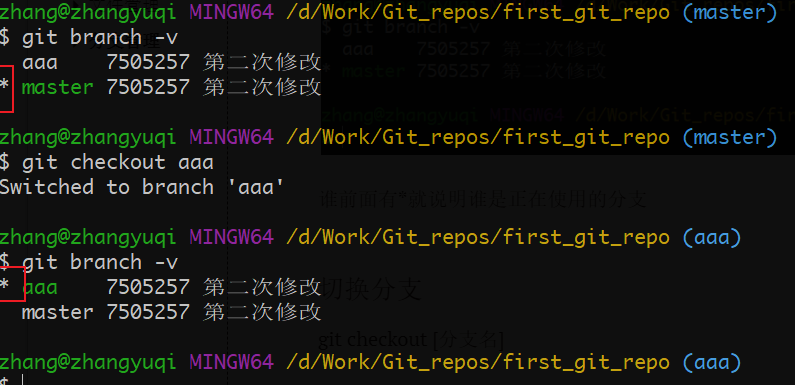 zhang@zhangyuqi MINGW64 /d/Work/Git_repos/first_git_repo (master)
$ git branch -v
  aaa    7505257 第二次修改
* master 7505257 第二次修改
zhang@zhangyuqi MINGW64 /d/Work/Git_repos/first_git_repo (master)
$ git checkout aaa
Switched to branch 'aaa'
谁前面有*就说明谁是正在使用的分支
zhang@zhangyuqi MINGW64 /d/Work/Git_repos/first_git_repo (aaa)
$ git branch -v
* aaa    7505257 第二次修改
切换分支
  master 7505257 第二次修改
git checkout [分支名]
zhang@zhangyuqi MINGW64 /d/Work/Git_repos/first_git_repo (aaa)
$